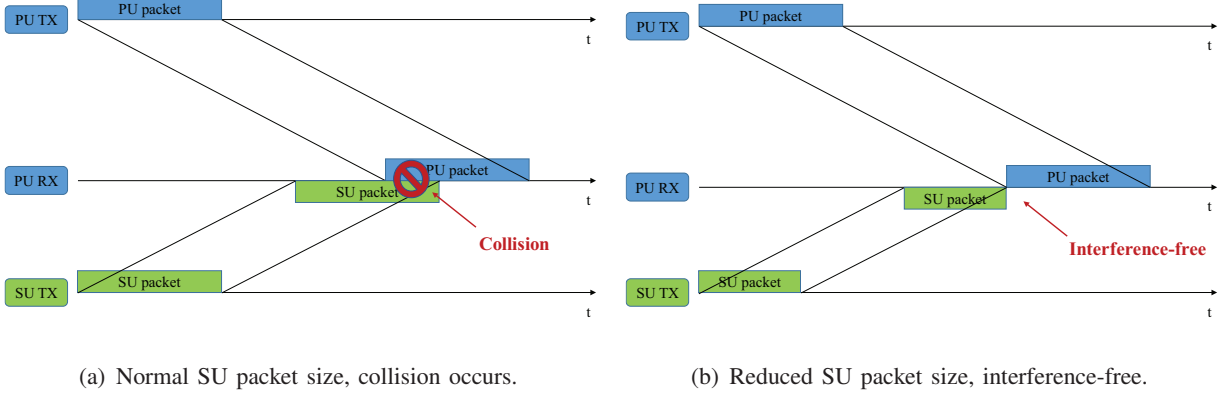 PU TX
PU packet
t
PU RX
PU packet
SU packet
t
Collision
SU TX
SU packet
t
(a) Normal SU packet size, collision occurs.
PU TX
PU packet
t
PU RX
PU packet
SU packet
t
Interference-free
SU TX
SU packet
t
(b) Reduced SU packet size, interference-free.